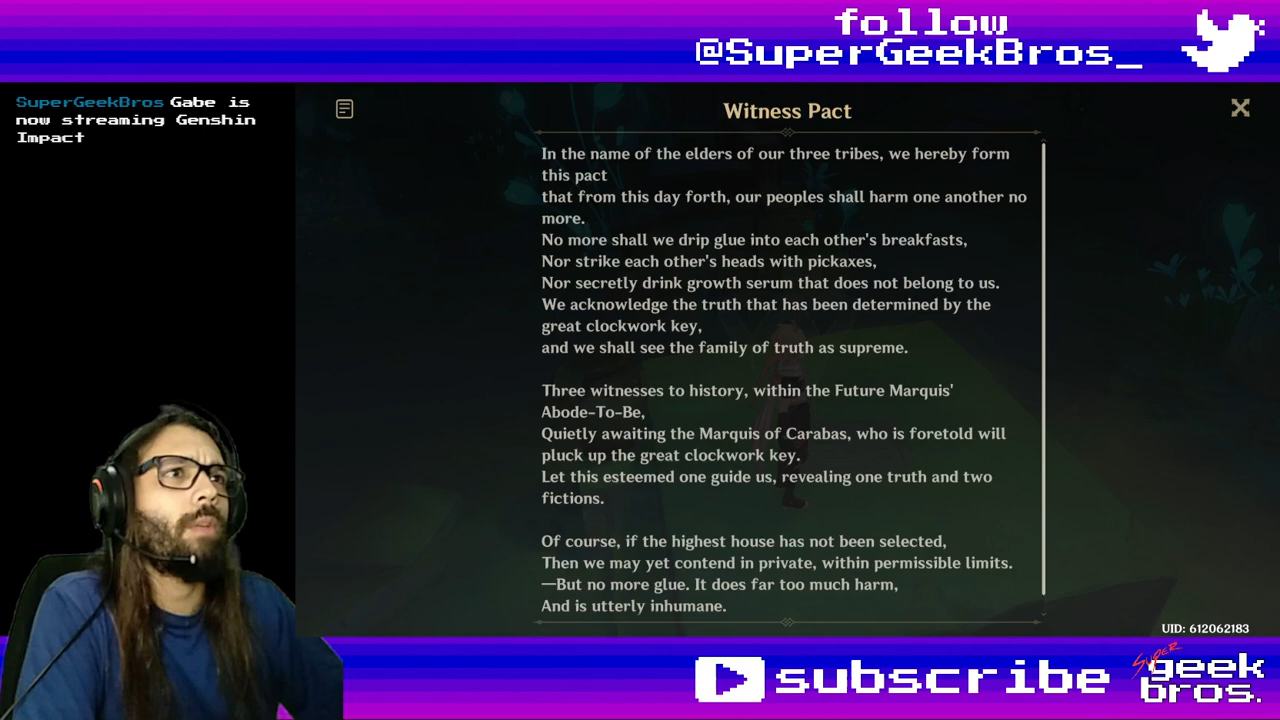 follow
@SuperGeekBros_
SuperGeekBros Gabe is
now streaming Genshin
Impact
Witness Pact
In the name of the elders of our three tribes, we hereby form
this pact
that from this day forth, our peoples shall harm one another no
more.
No more shall we drip glue into each other's breakfasts,
Nor strike each other's heads with pickaxes,
Nor secretly drink growth serum that does not belong to us.
We acknowledge the truth that has been determined by the
great clockwork key,
and we shall see the family of truth as supreme.
Three witnesses to history, within the Future Marquis'
Abode-To-Be,
Quietly awaiting the Marquis of Carabas, who is foretold will
pluck up the great clockwork key.
Let this esteemed one guide us, revealing one truth and two
fictions.
Of course, if the highest house has not been selected,
Then we may yet contend in private, within permissible limits.
—But no more glue. It does far too much harm,
And is utterly inhumane.
UID: 612062183
subscribe
super
geek
bros.